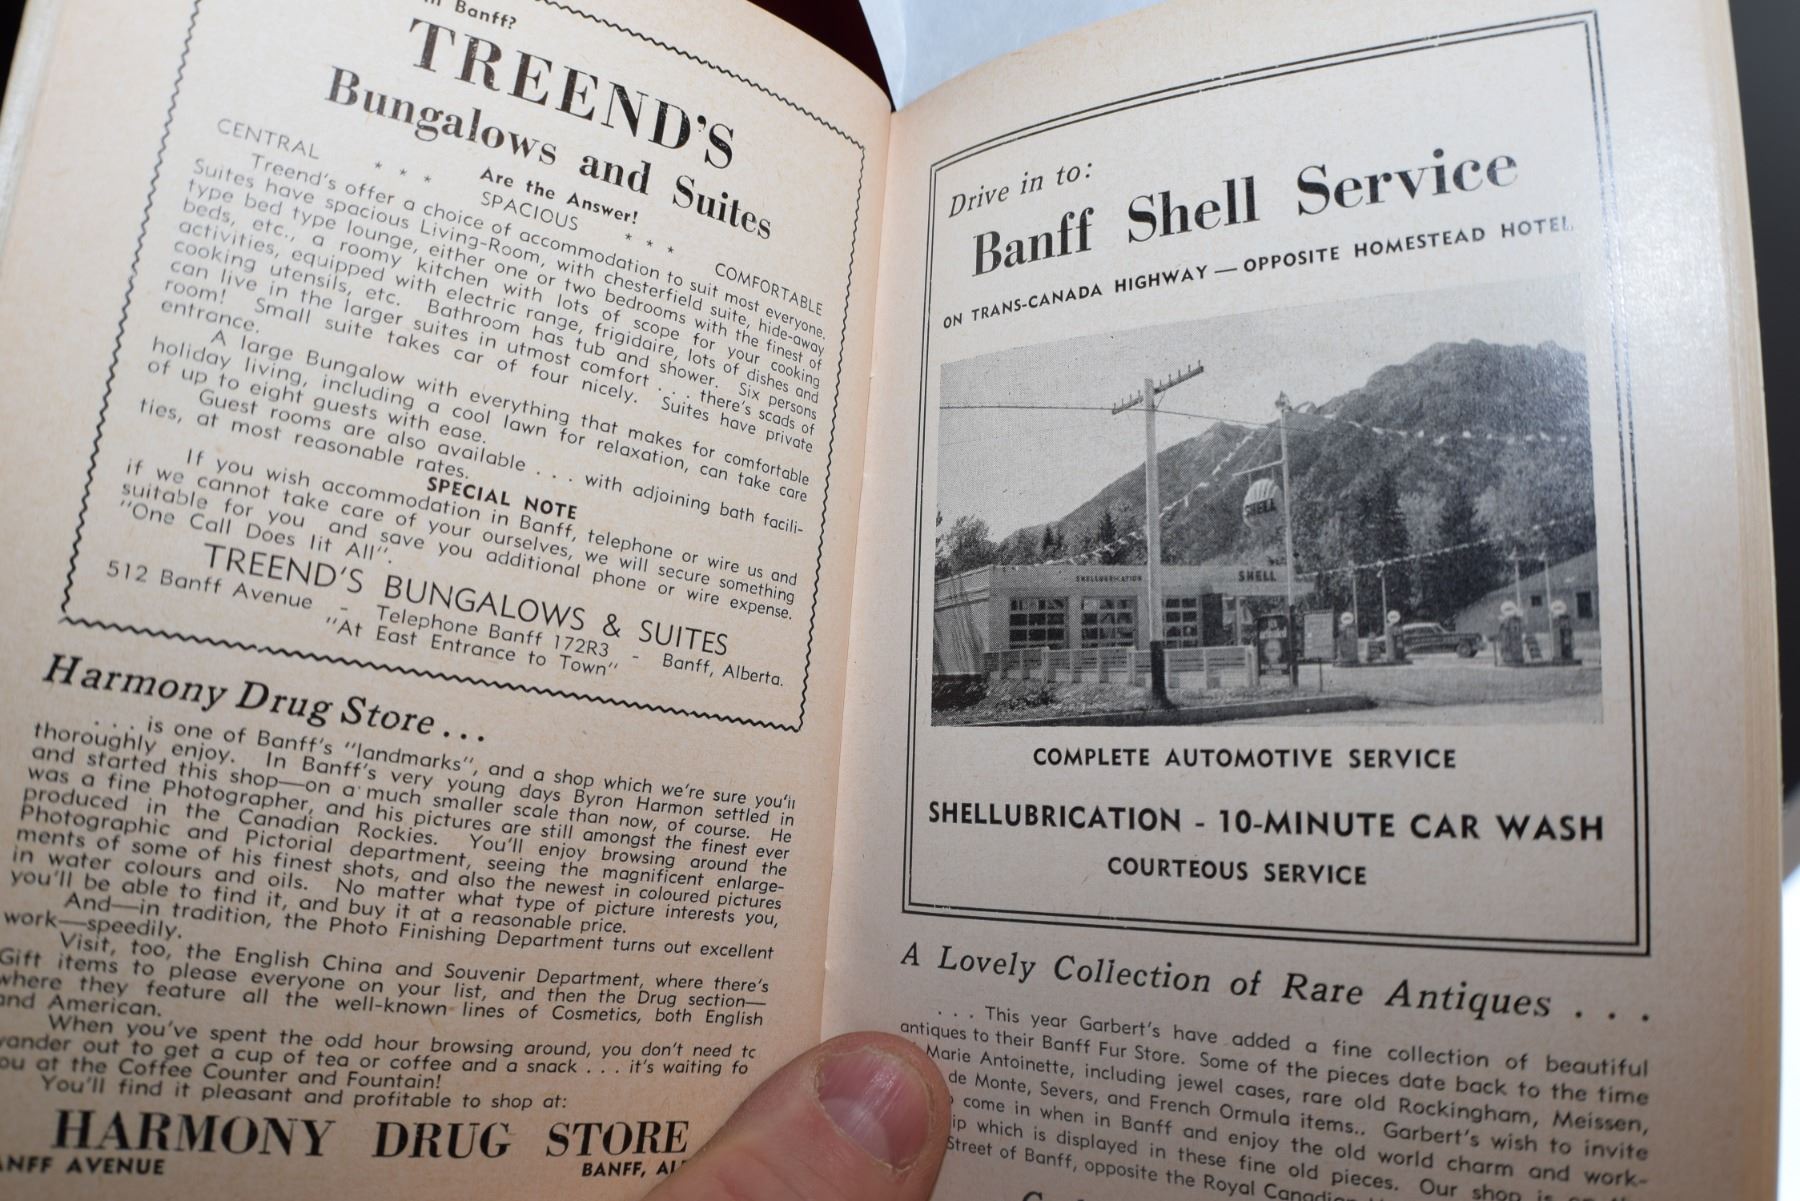 in Banff?
TREEND'S
Bungalows and Suites
Are the Answer!
CENTRAL * * * SPACIOUS * * * COMFORTABLE
Treend's offer a choice of accommodation to suit most everyone.
Suites have spacious Living-Room, with chesterfield suite, hide-away
type bed type lounge, either one or two bedrooms with the finest of
beds, etc., a roomy kitchen with lots of scope for your cooking
activities, equipped with electric range, frigidaire, lots of dishes and
cooking utensils, etc. Bathroom has tub and shower. Six persons
can live in the larger suites in utmost comfort . . . there's scads of
room! Small suite takes car of four nicely. Suites have private
entrance.
A large Bungalow with everything that makes for comfortable
holiday living, including a cool lawn for relaxation, can take care
of up to eight guests with ease.
Guest rooms are also available . . . with adjoining bath facili-
ties, at most reasonable rates.
SPECIAL NOTE
If you wish accommodation in Banff, telephone or wire us and
if we cannot take care of your ourselves, we will secure something
suitable for you and save you additional phone or wire expense.
"One Call Does Iit All".
TREEND'S BUNGALOWS & SUITES
512 Banff Avenue - Telephone Banff 172R3 - Banff, Alberta.
"At East Entrance to Town"
Harmony Drug Store . . .
. . . is one of Banff's "landmarks", and a shop which we're sure you'll
thoroughly enjoy. In Banff's very young days Byron Harmon settled in
and started this shop—on a much smaller scale than now, of course. He
was a fine Photographer, and his pictures are still amongst the finest ever
produced in the Canadian Rockies. You'll enjoy browsing around the
Photographic and Pictorial department, seeing the magnificent enlarge-
ments of some of his finest shots, and also the newest in coloured pictures
in water colours and oils. No matter what type of picture interests you,
you'll be able to find it, and buy it at a reasonable price.
And—in tradition, the Photo Finishing Department turns out excellent
work—speedily.
Visit, too, the English China and Souvenir Department, where there's
Gift items to please everyone on your list, and then the Drug section—
where they feature all the well-known lines of Cosmetics, both English
and American.
When you've spent the odd hour browsing around, you don't need to
wander out to get a cup of tea or coffee and a snack . . . it's waiting fo
ou at the Coffee Counter and Fountain!
You'll find it pleasant and profitable to shop at:
HARMONY DRUG STORE
ANFF AVENUE BANFF, AL
Drive in to:
Banff Shell Service
ON TRANS-CANADA HIGHWAY — OPPOSITE HOMESTEAD HOTEL
SHELL
SHELLUBRICATION SHELL
COMPLETE AUTOMOTIVE SERVICE
SHELLUBRICATION - 10-MINUTE CAR WASH
COURTEOUS SERVICE
A Lovely Collection of Rare Antiques . . .
. . . This year Garbert's have added a fine collection of beautiful
antiques to their Banff Fur Store. Some of the pieces date back to the time
Marie Antoinette, including jewel cases, rare old Rockingham, Meissen,
de Monte, Severs, and French Ormula items.. Garbert's wish to invite
come in when in Banff and enjoy the old world charm and work-
ip which is displayed in these fine old pieces. Our shop is
Street of Banff, opposite the Royal Canadian